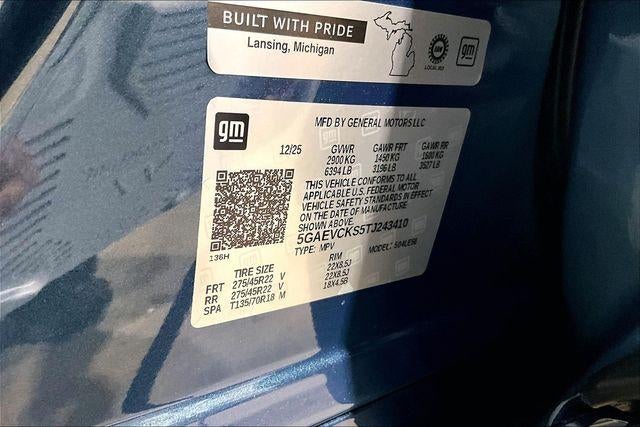 BUILT WITH PRIDE
Lansing, Michigan
gm
gm
MFD BY GENERAL MOTORS LLC
12/25 GVWR GAWR FRT GAWR RR
2900 KG 1450 KG 1600 KG
6394 LB 3196 LB 3527 LB
THIS VEHICLE CONFORMS TO ALL
APPLICABLE U.S. FEDERAL MOTOR
VEHICLE SAFETY STANDARDS IN EFFECT
ON THE DATE OF MANUFACTURE
SHOWN ABOVE.
5GAEVCKS5TJ243410
TYPE: MPV MODEL:
136H
TIRE SIZE RIM
FRT 275/45R22 V 22X8.5J
RR 275/45R22 V 22X8.5J
SPA T135/70R18 M 18X4.5B